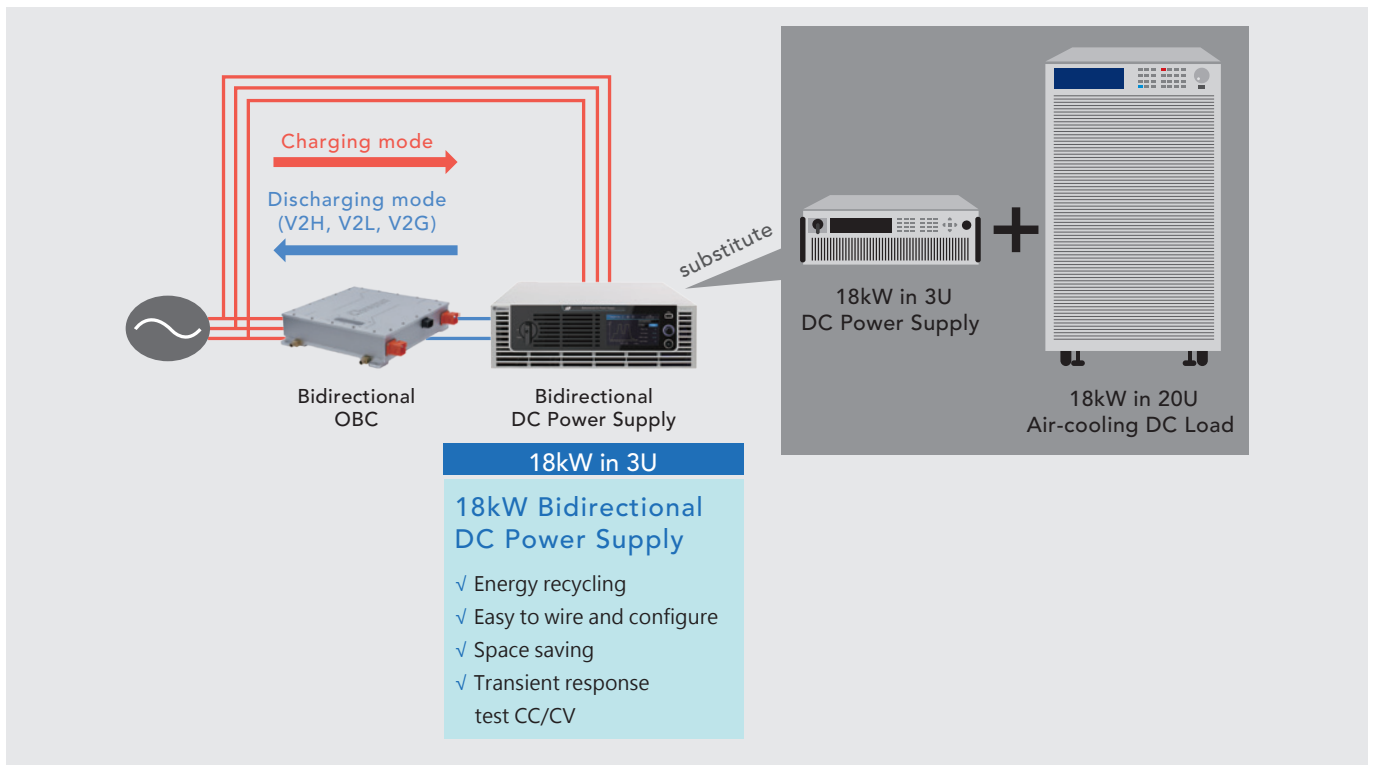 Charging mode
Discharging mode
(V2H, V2L, V2G)
substitute
18kW in 3U
DC Power Supply
18kW in 20U
Air-cooling DC Load
Bidirectional
OBC
Bidirectional
DC Power Supply
18kW in 3U
18kW Bidirectional
DC Power Supply
√ Energy recycling
√ Easy to wire and configure
√ Space saving
√ Transient response
test CC/CV